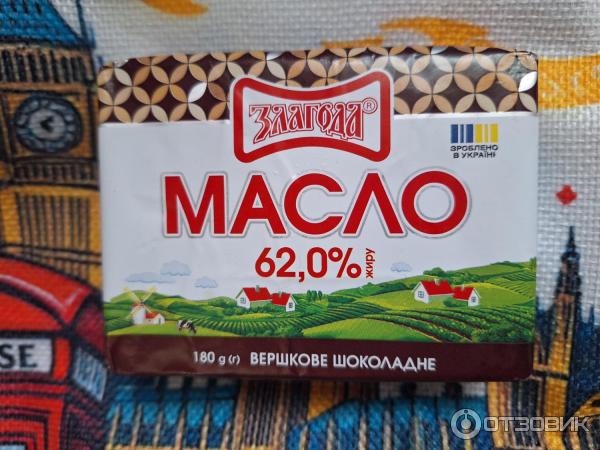 ЗЛАГОДА®
ЗРОБЛЕНО
В УКРАЇНІ
МАСЛО
62,0% жиру
180 g (г) ВЕРШКОВЕ ШОКОЛАДНЕ
SE
ОТЗОВИК